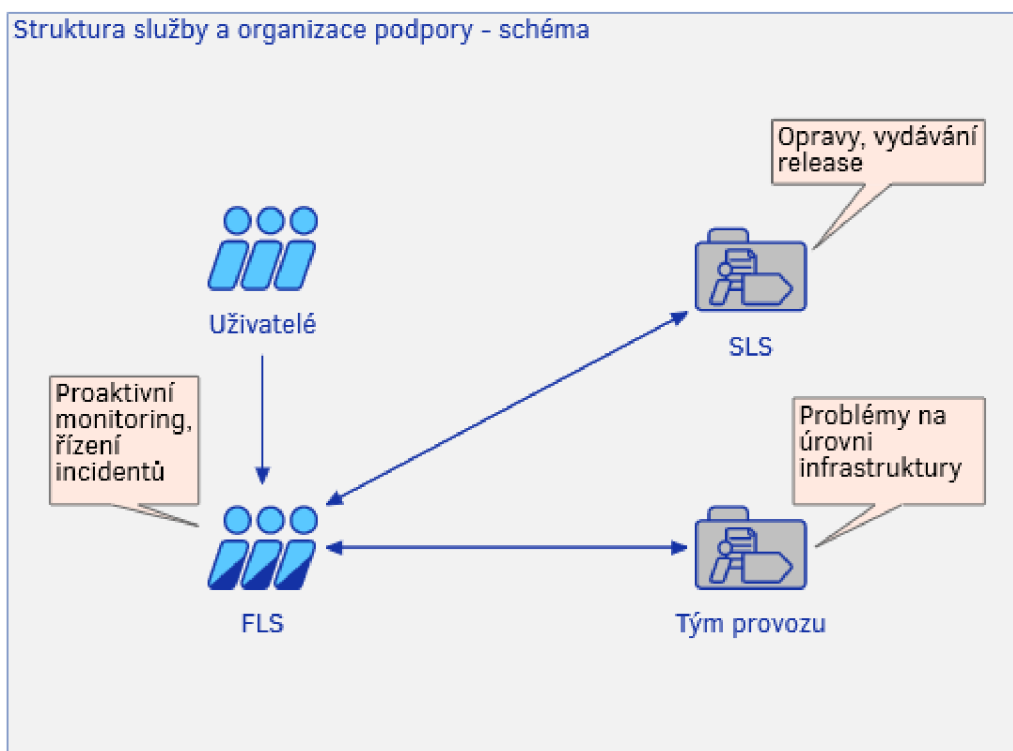 Struktura služby a organizace podpory - schéma
Opravy, vydávání
release
Uživatelé
SLS
Proaktivní
monitoring,
řízení
incidentů
Problémy na
úrovni
infrastruktury
FLS
Tým provozu